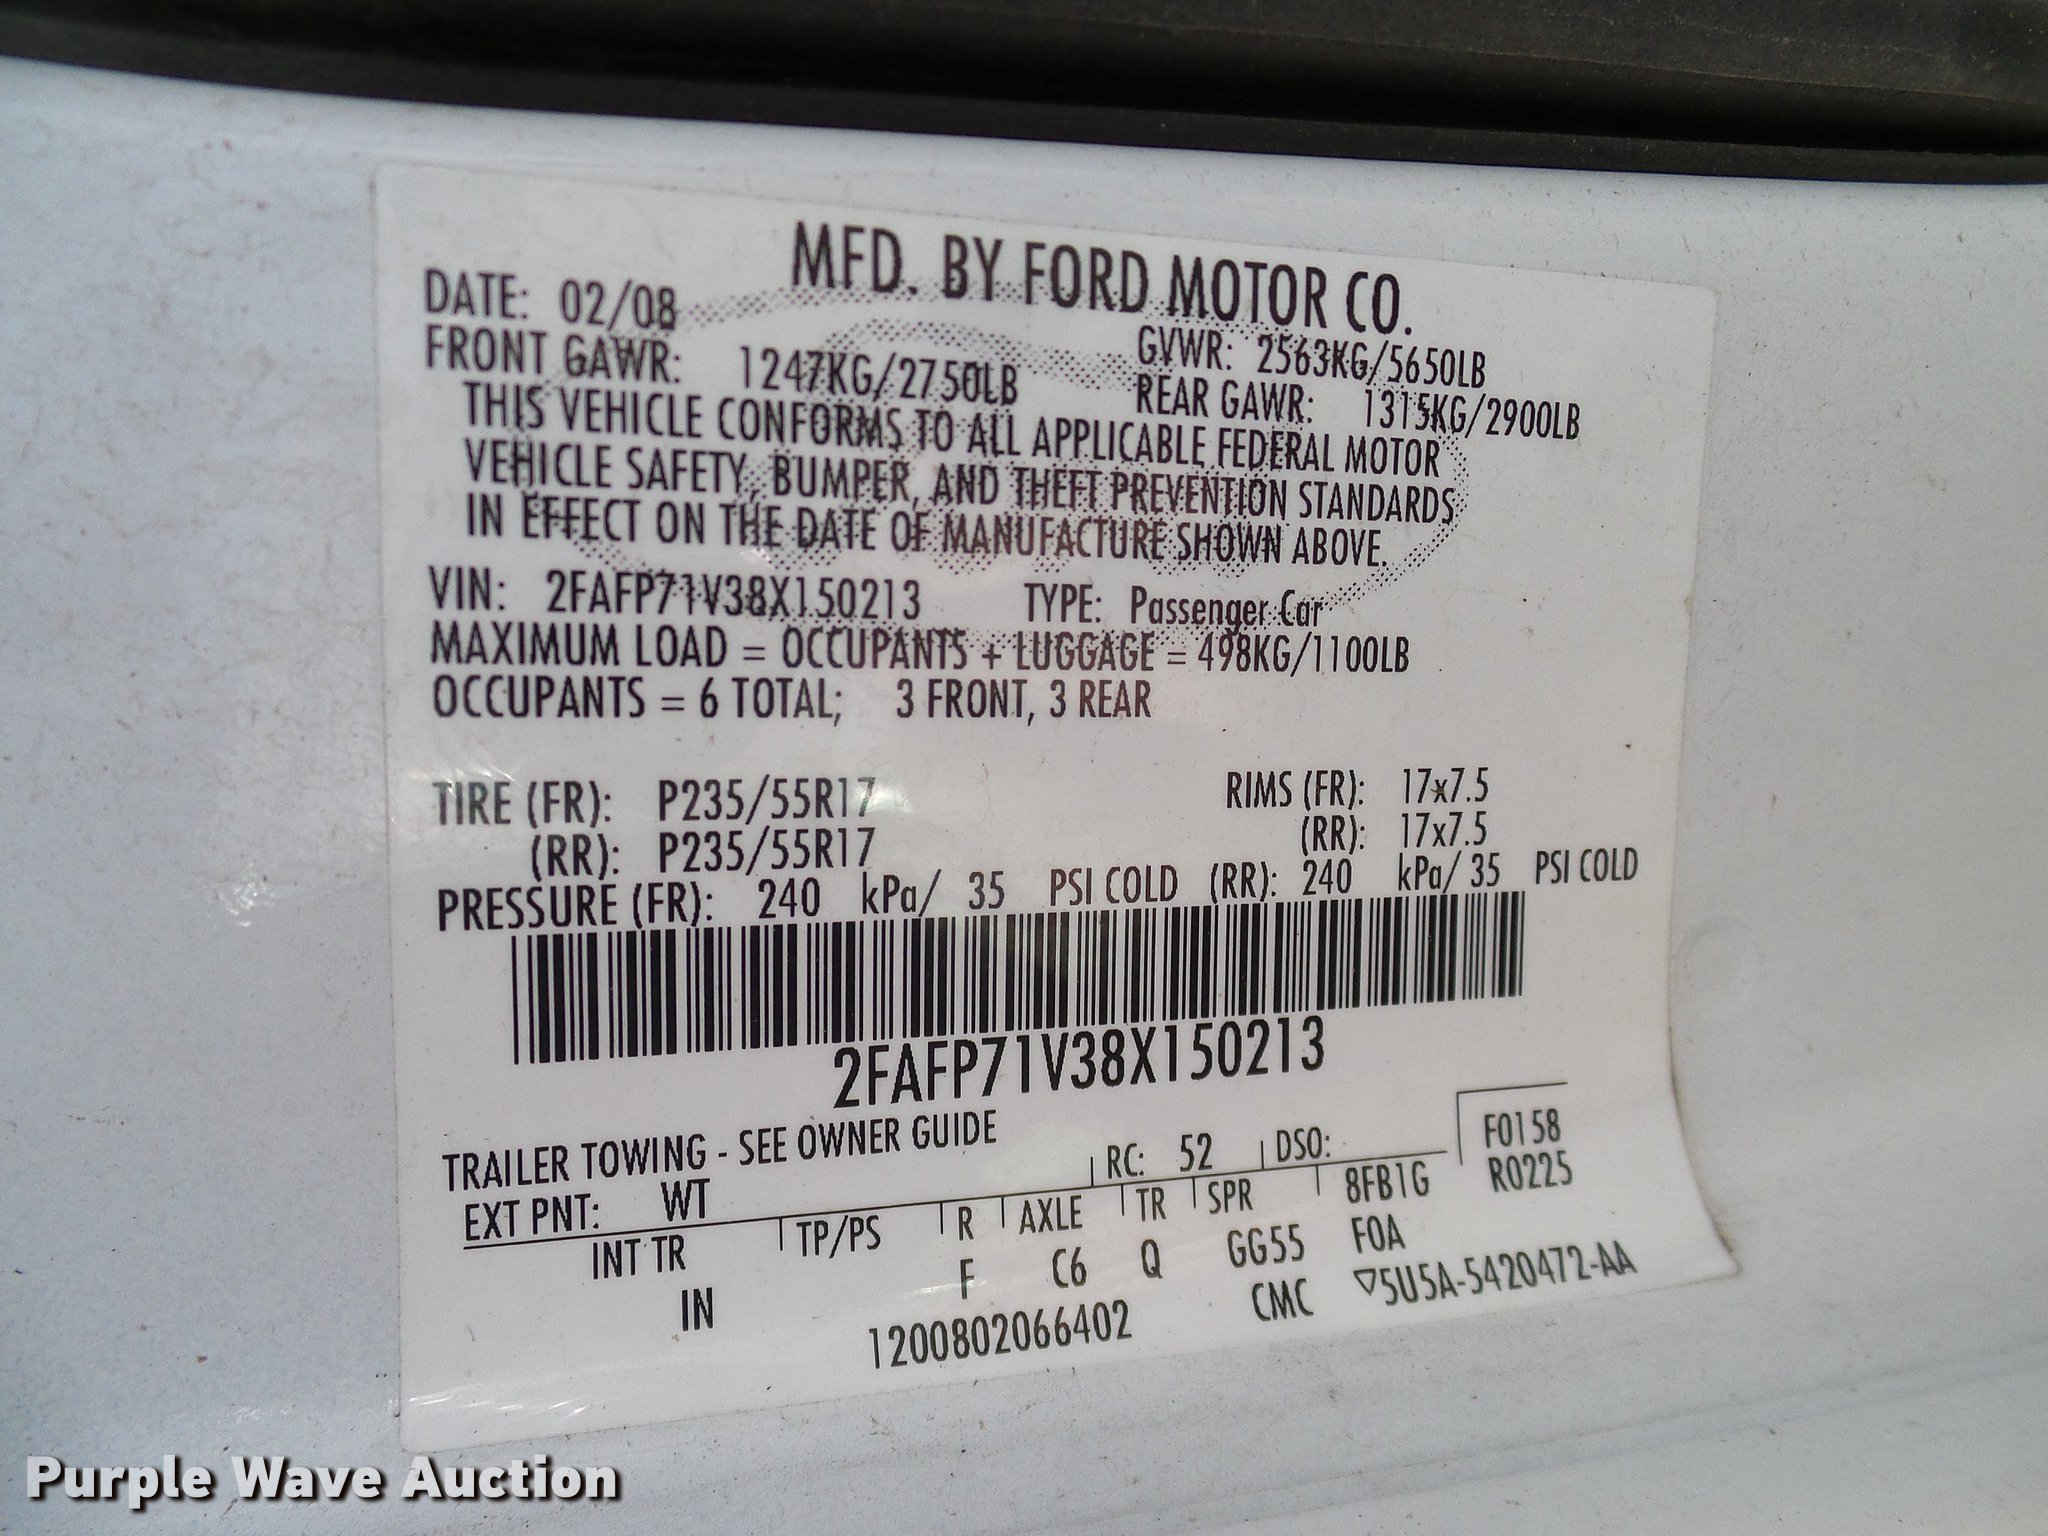 MFD. BY FORD MOTOR CO.
DATE: 02/08
GVWR: 2563KG/5650LB
FRONT GAWR: 1247KG/2750LB
REAR GAWR: 1315KG/2900LB
THIS VEHICLE CONFORMS TO ALL APPLICABLE FEDERAL MOTOR
VEHICLE SAFETY, BUMPER, AND THEFT PREVENTION STANDARDS
IN EFFECT ON THE DATE OF MANUFACTURE SHOWN ABOVE.
VIN: 2FAFP71V38X150213 TYPE: Passenger Car
MAXIMUM LOAD = OCCUPANTS + LUGGAGE = 498KG/1100LB
OCCUPANTS = 6 TOTAL; 3 FRONT, 3 REAR
TIRE (FR): P235/55R17 RIMS (FR): 17x7.5
(RR): P235/55R17 (RR): 17x7.5
PRESSURE (FR): 240 kPa/ 35 PSI COLD (RR): 240 kPa/ 35 PSI COLD
2FAFP71V38X150213
TRAILER TOWING - SEE OWNER GUIDE
F0158
EXT PNT: WT RC: 52 DSO: R0225
INT TR TP/PS R AXLE TR SPR 8FB1G
IN F C6 Q GG55 F0A
1200802066402 CMC ▽5U5A-5420472-AA
Purple Wave Auction